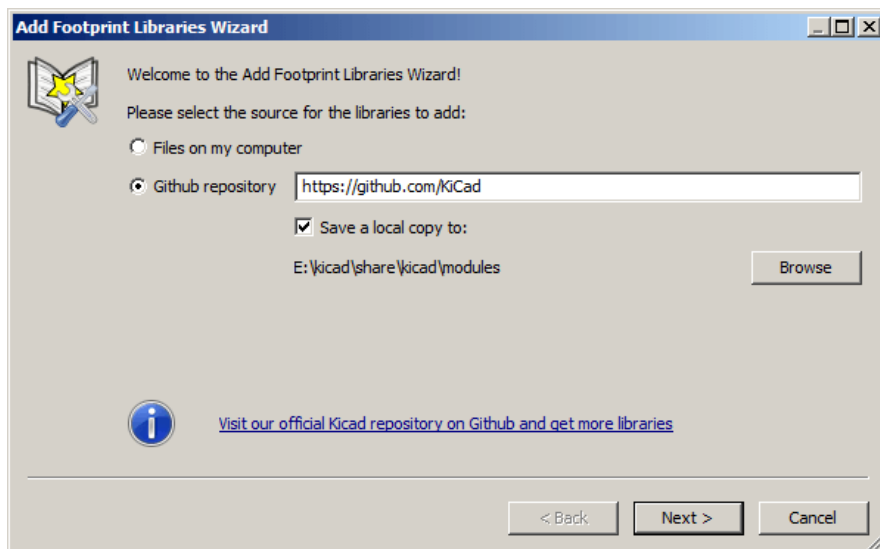 Add Footprint Libraries Wizard
Welcome to the Add Footprint Libraries Wizard!
Please select the source for the libraries to add:
Files on my computer
Github repository https://github.com/KiCad
Save a local copy to:
E:\kicad\share\kicad\modules Browse
Visit our official Kicad repository on Github and get more libraries
< Back Next > Cancel